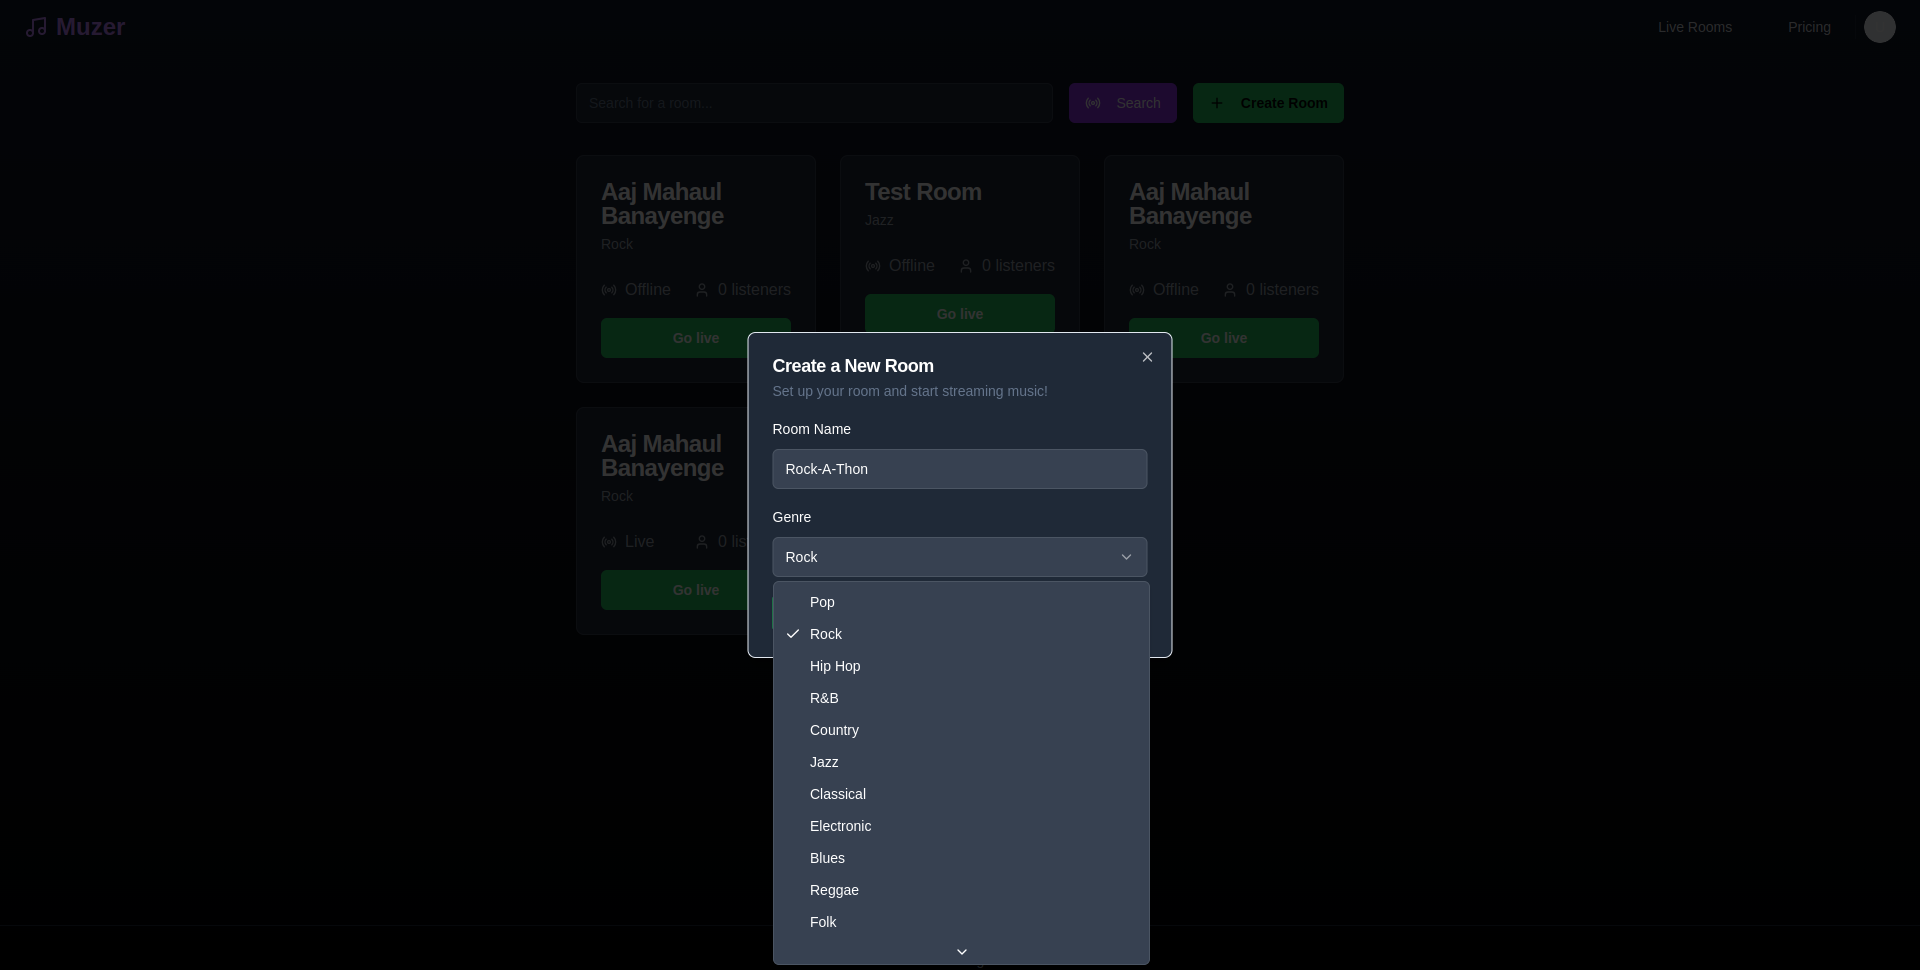 Muzer
Live Rooms
Pricing
Search for a room...
Search
Create Room
Aaj Mahaul
Banayenge
Rock
Offline
0 listeners
Go live
Test Room
Jazz
Offline
0 listeners
Go live
Aaj Mahaul
Banayenge
Rock
Offline
0 listeners
Go live
Aaj Mahaul
Banayenge
Rock
Live
0 lis
Go live
Create a New Room
Set up your room and start streaming music!
Room Name
Rock-A-Thon
Genre
Rock
Pop
Rock
Hip Hop
R&B
Country
Jazz
Classical
Electronic
Blues
Reggae
Folk